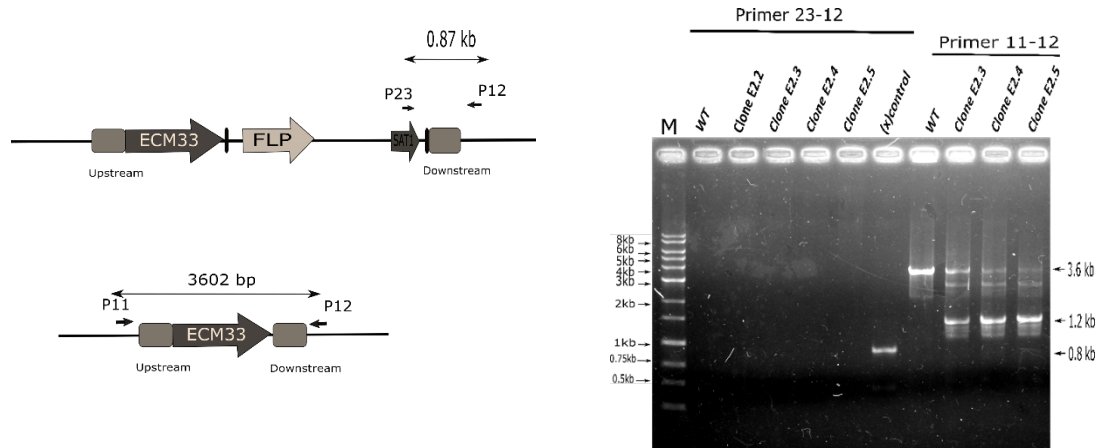 0.87 kb
P23
P12
ECM33
FLP
SAT1
Upstream
Downstream
3602 bp
P11
P12
ECM33
Upstream
Downstream
Primer 23-12
Primer 11-12
M
WT
Clone E2.2
Clone E2.3
Clone E2.4
Clone E2.5
(+)control
WT
Clone E2.3
Clone E2.4
Clone E2.5
8kb
6kb
5kb
4kb
3kb
2kb
1kb
0.75kb
0.5kb
3.6 kb
1.2 kb
0.8 kb